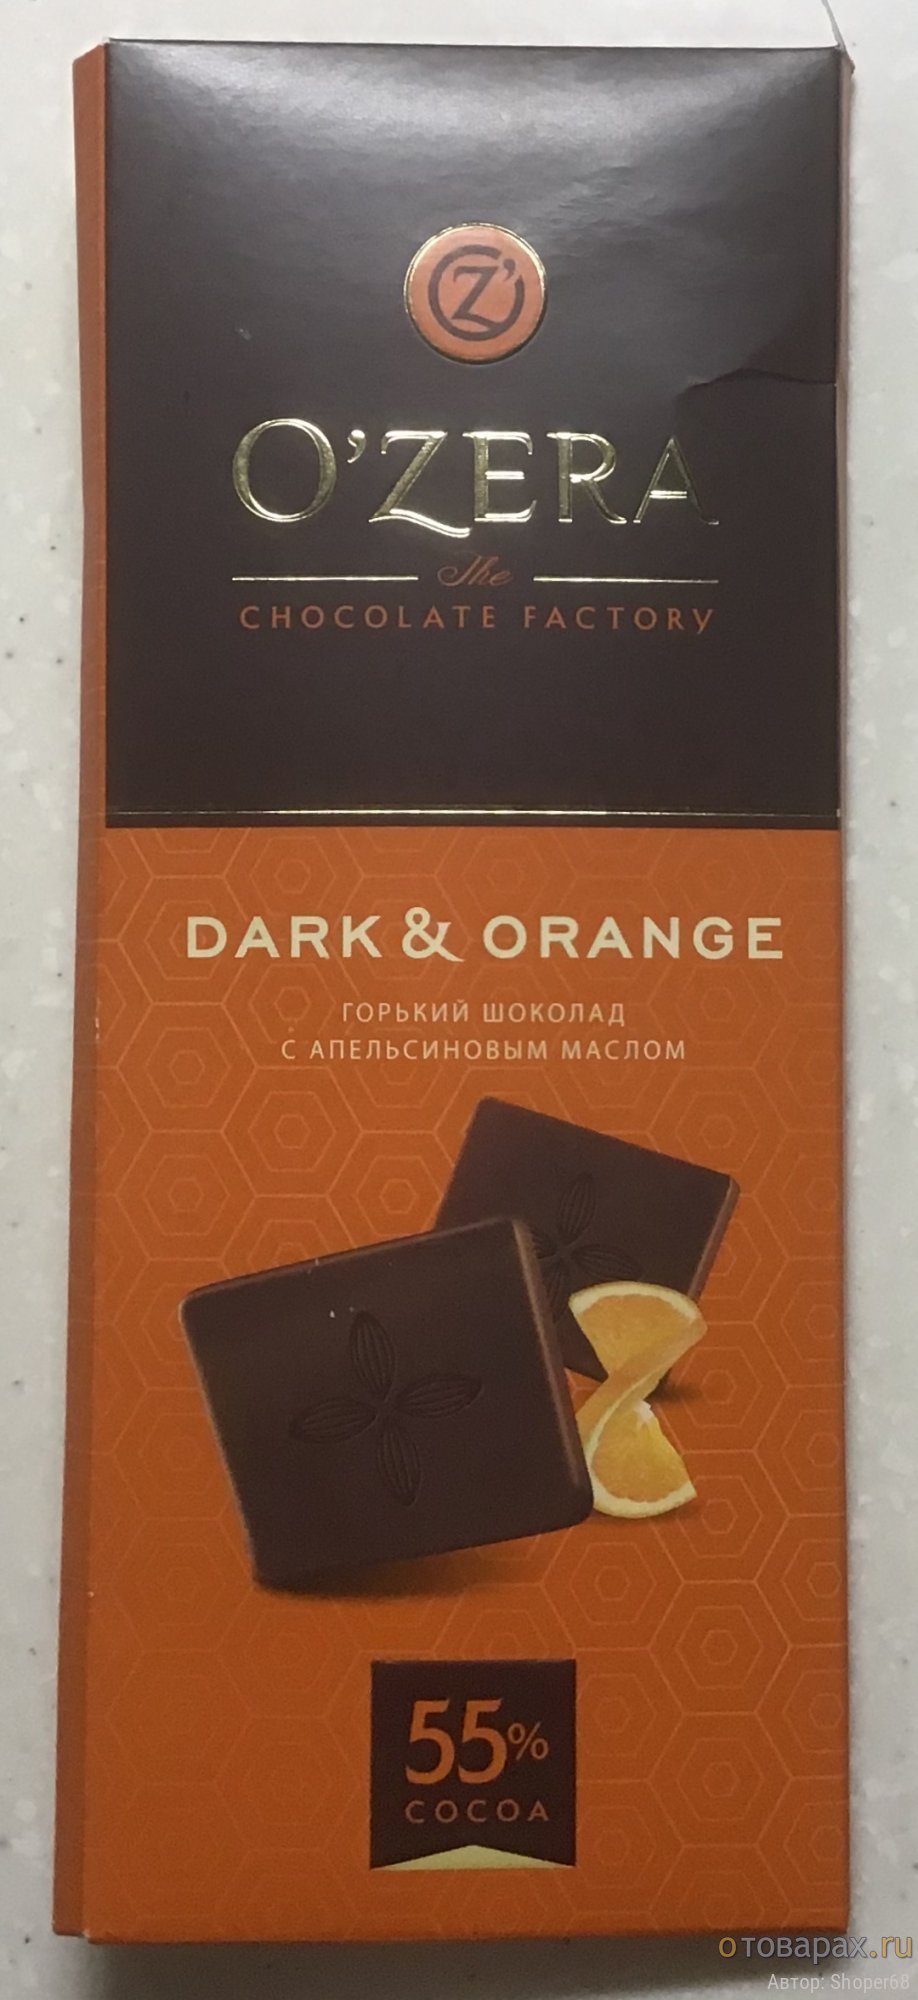 Z'
O'ZERA
The
CHOCOLATE FACTORY
DARK & ORANGE
ГОРЬКИЙ ШОКОЛАД
С АПЕЛЬСИНОВЫМ МАСЛОМ
55%
COCOA
отоварах.ru
Автор: Shoper68